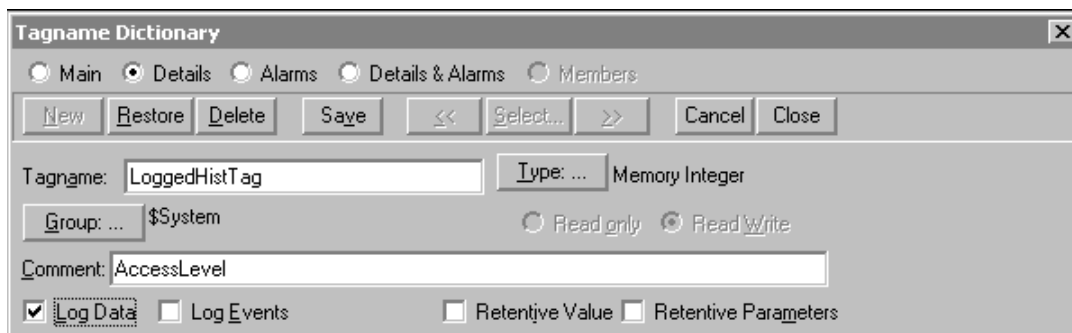 Tagname Dictionary
Main Details Alarms Details & Alarms Members
New Restore Delete Save << Select... >> Cancel Close
Tagname: LoggedHistTag Type: ... Memory Integer
Group: ... $System Read only Read Write
Comment: AccessLevel
Log Data Log Events Retentive Value Retentive Parameters